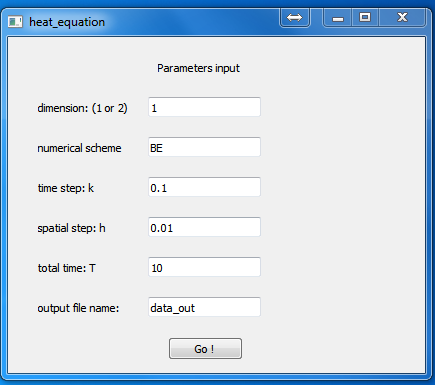 heat_equation
Parameters input
dimension: (1 or 2) 1
numerical scheme BE
time step: k 0.1
spatial step: h 0.01
total time: T 10
output file name: data_out
Go !